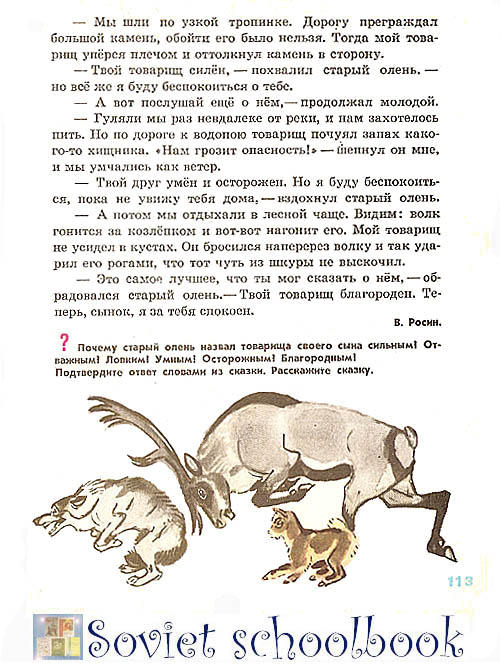 — Мы шли по узкой тропинке. Дорогу преграждал
большой камень, обойти его было нельзя. Тогда мой това-
рищ упёрся плечом и оттолкнул камень в сторону.
— Твой товарищ силён, — похвалил старый олень, —
но всё же я буду беспокоиться о тебе.
— А вот послушай ещё о нём, — продолжал молодой.
— Гуляли мы раз невдалеке от реки, и нам захотелось
пить. Но по дороге к водопою товарищ почуял запах како-
го-то хищника. «Нам грозит опасность!» — шепнул он мне,
и мы умчались как ветер.
— Твой друг умён и осторожен. Но я буду беспокоить-
ся, пока не увижу тебя дома, — вздохнул старый олень.
— А потом мы отдыхали в лесной чаще. Видим: волк
гонится за козлёнком и вот-вот нагонит его. Мой товарищ
не усидел в кустах. Он бросился наперерез волку и так уда-
рил его рогами, что тот чуть из шкуры не выскочил.
— Это самое лучшее, что ты мог сказать о нём, — об-
радовался старый олень. — Твой товарищ благороден. Те-
перь, сынок, я за тебя спокоен.
В. Росин.
? Почему старый олень назвал товарища своего сына сильным? От-
важным? Ловким? Умным? Осторожным? Благородным?
Подтвердите ответ словами из сказки. Расскажите сказку.
113
Soviet schoolbook